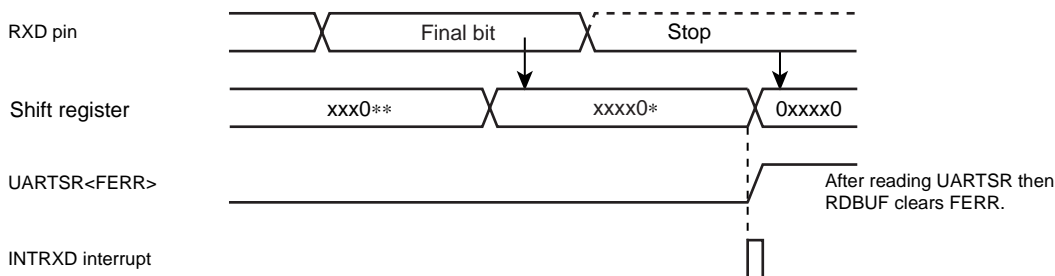 RXD pin
Final bit
Stop
Shift register
xxx0**
xxxx0*
0xxxx0
UARTSR<FERR>
After reading UARTSR then
RDBUF clears FERR.
INTRXD interrupt